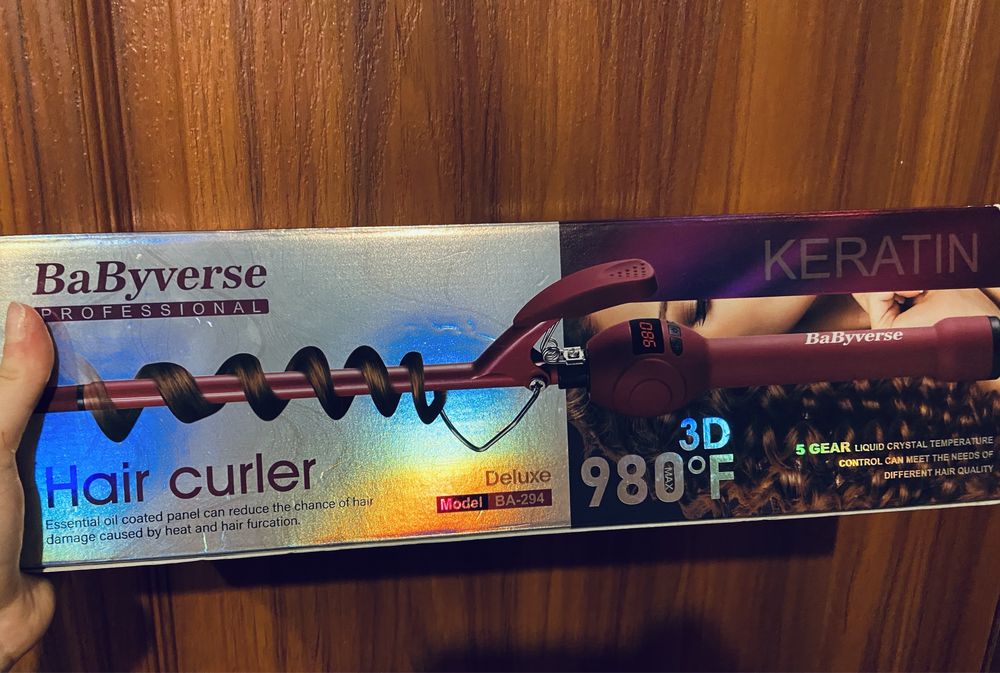 BaByverse
PROFESSIONAL
Hair curler
Essential oil coated panel can reduce the chance of hair
damage caused by heat and hair furcation.
Deluxe
Model BA-294
KERATIN
980
BaByverse
3D
980°F
MAX
5 GEAR LIQUID CRYSTAL TEMPERATURE
CONTROL CAN MEET THE NEEDS OF
DIFFERENT HAIR QUALITY